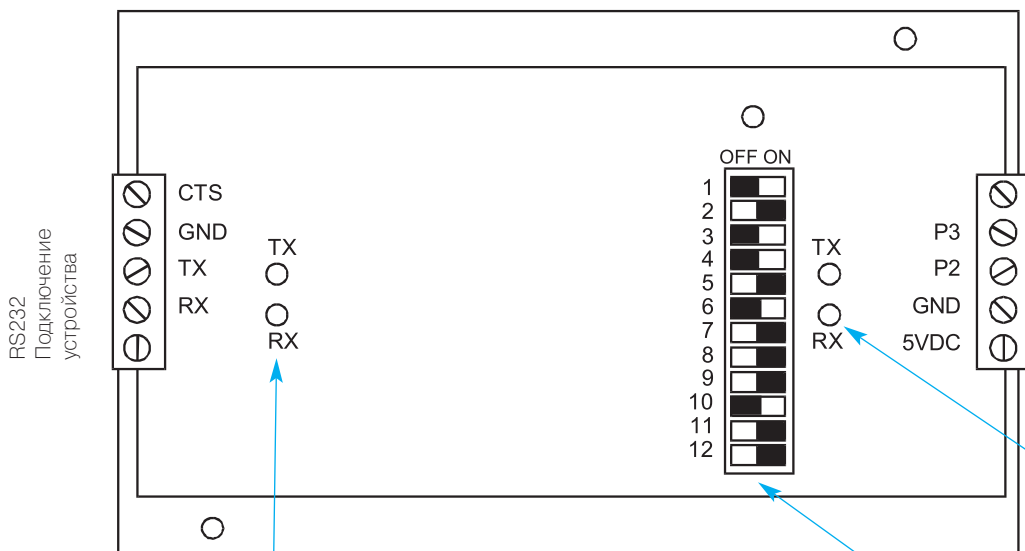 RS232
Подключение
устройства
CTS
GND
TX
RX
TX
RX
OFF ON
1
2
3
4
5
6
7
8
9
10
11
12
TX
RX
P3
P2
GND
5VDC